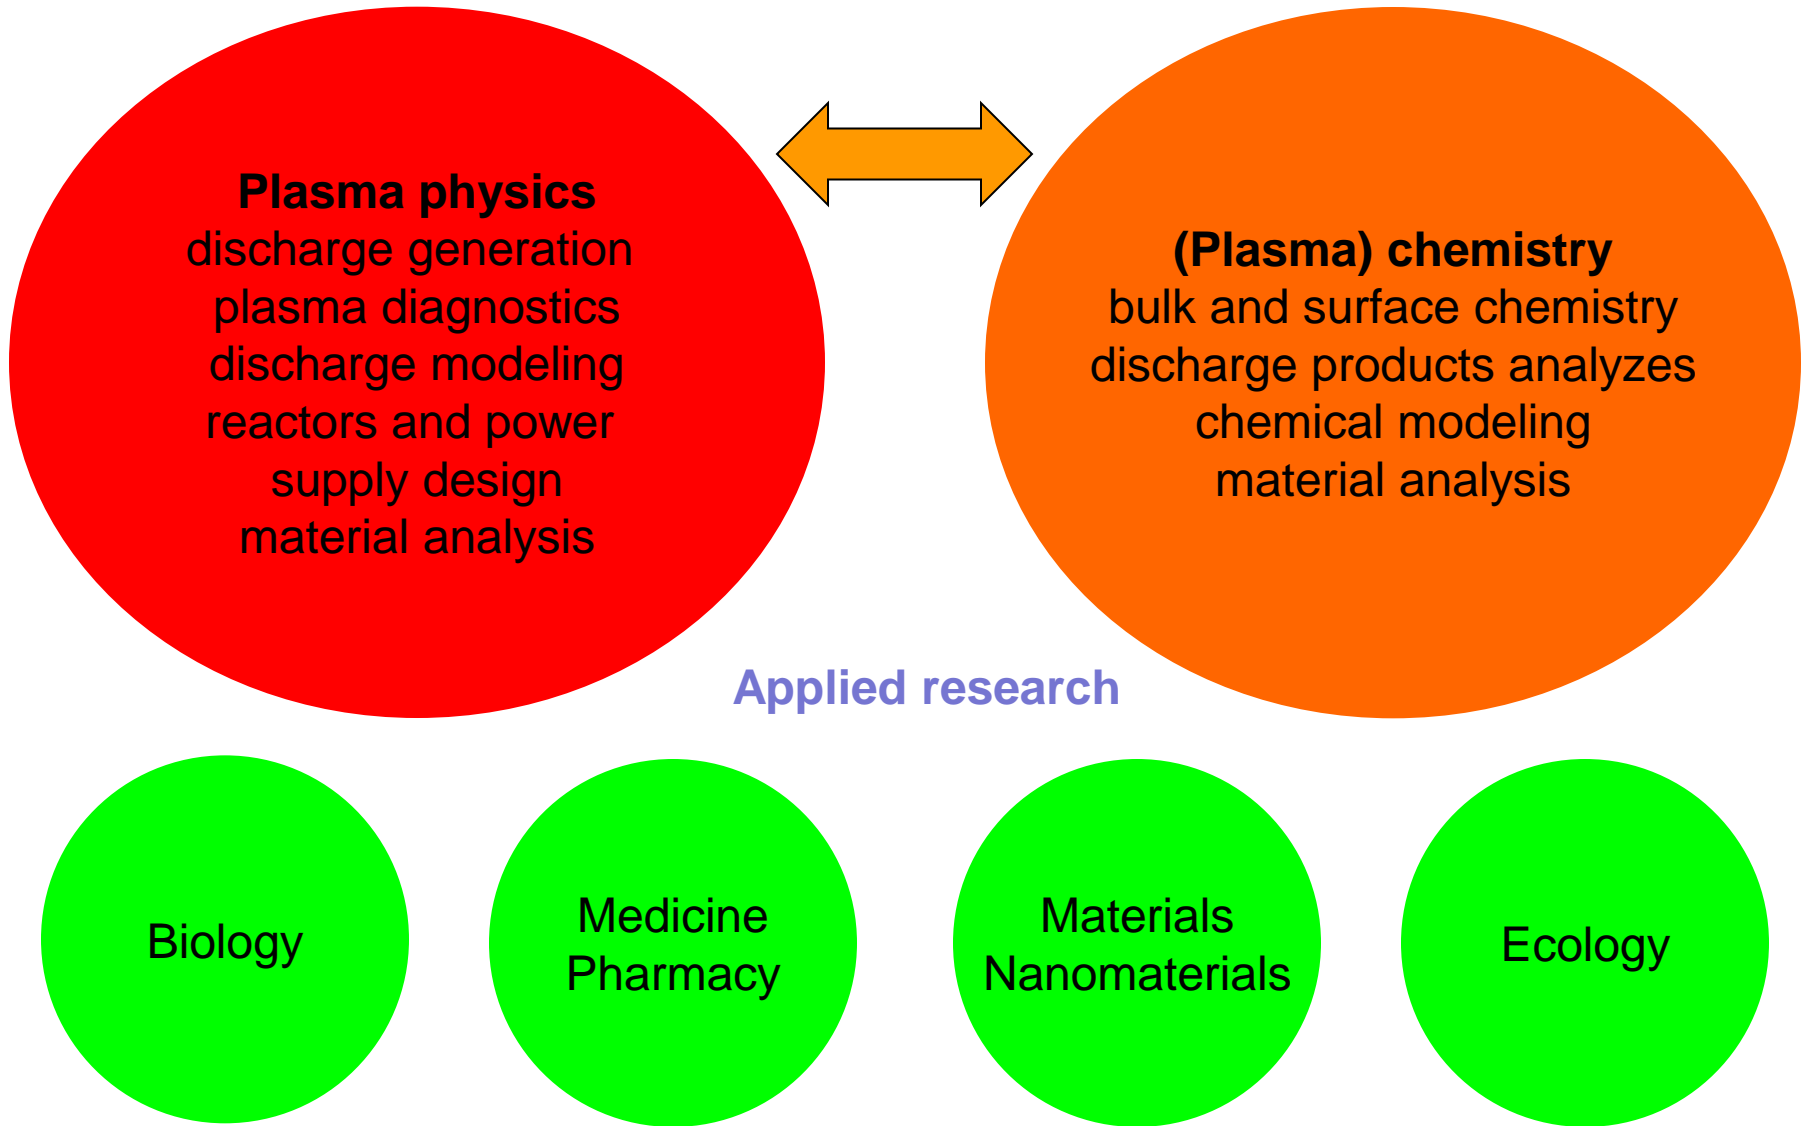 Plasma physics
discharge generation
plasma diagnostics
discharge modeling
reactors and power
supply design
material analysis
(Plasma) chemistry
bulk and surface chemistry
discharge products analyzes
chemical modeling
material analysis
Applied research
Biology
Medicine
Pharmacy
Materials
Nanomaterials
Ecology